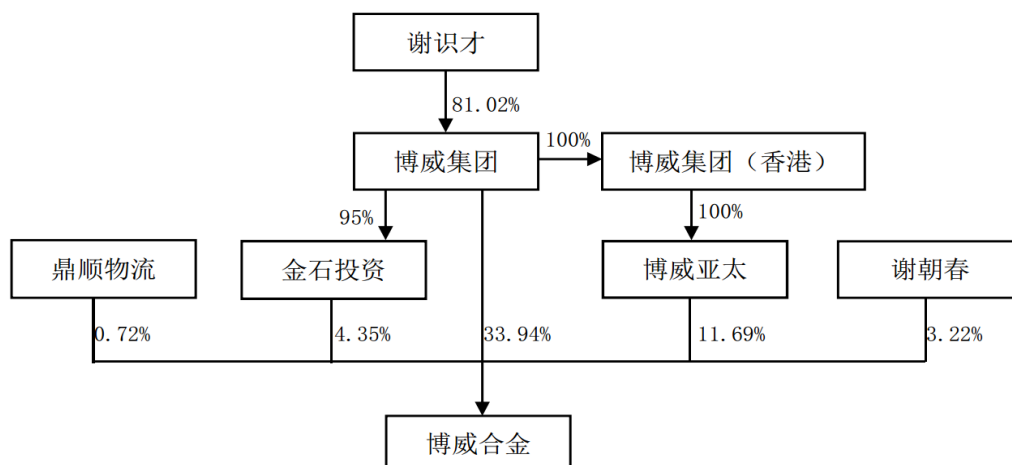 谢识才
81.02%
博威集团
100%
博威集团（香港）
95%
100%
鼎顺物流
金石投资
博威亚太
谢朝春
0.72%
4.35%
33.94%
11.69%
3.22%
博威合金